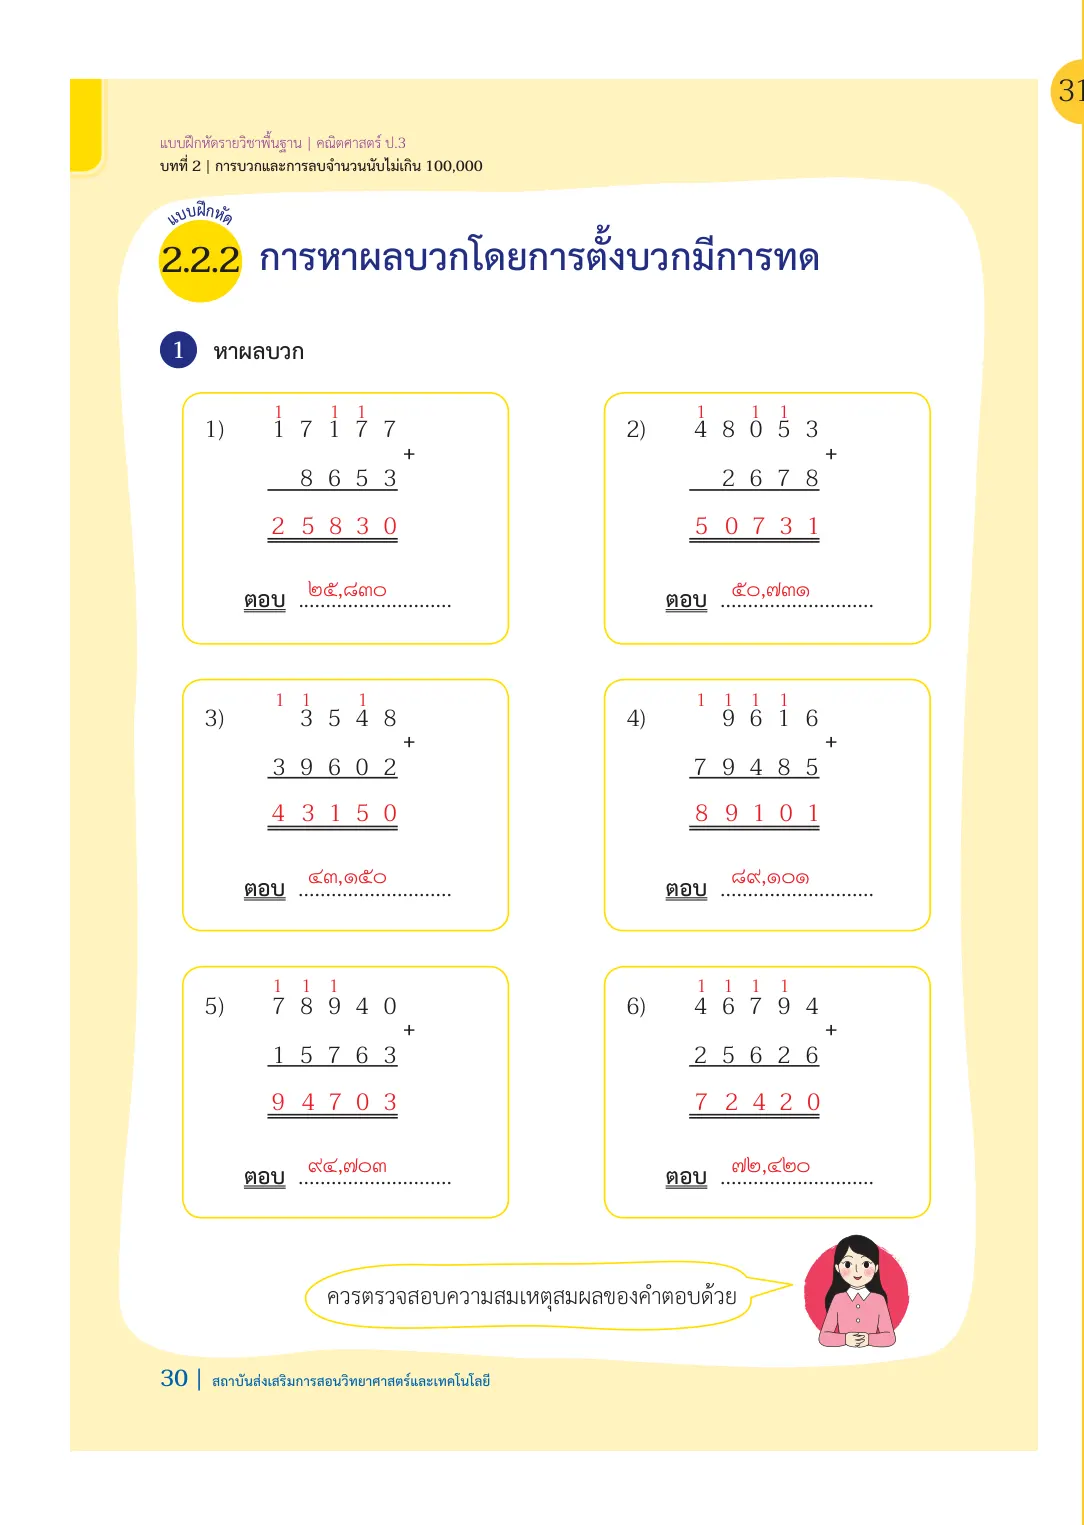 31
แบบฝึกหัดรายวิชาพื้นฐาน | คณิตศาสตร์ ป.3
บทที่ 2 | การบวกและการลบจำนวนนับไม่เกิน 100,000
แบบฝึกหัด
2.2.2 การหาผลบวกโดยการตั้งบวกมีการทด
1 หาผลบวก
1 1 1
1) 1 7 1 7 7
+
8 6 5 3
2 5 8 3 0
ตอบ ๒๕,๘๓๐
1 1 1
2) 4 8 0 5 3
+
2 6 7 8
5 0 7 3 1
ตอบ ๕๐,๗๓๑
1 1 1
3) 3 5 4 8
+
3 9 6 0 2
4 3 1 5 0
ตอบ ๔๓,๑๕๐
1 1 1 1
4) 9 6 1 6
+
7 9 4 8 5
8 9 1 0 1
ตอบ ๘๙,๑๐๑
1 1 1
5) 7 8 9 4 0
+
1 5 7 6 3
9 4 7 0 3
ตอบ ๙๔,๗๐๓
1 1 1 1
6) 4 6 7 9 4
+
2 5 6 2 6
7 2 4 2 0
ตอบ ๗๒,๔๒๐
ควรตรวจสอบความสมเหตุสมผลของคำตอบด้วย
30 | สถาบันส่งเสริมการสอนวิทยาศาสตร์และเทคโนโลยี